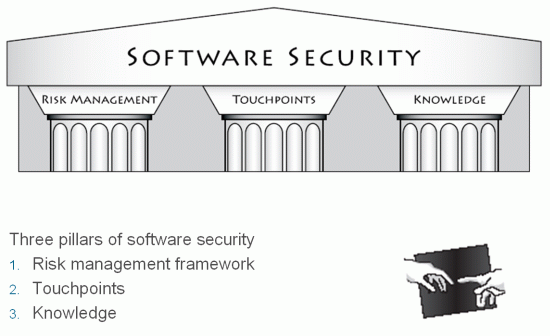 SOFTWARE SECURITY
RISK MANAGEMENT TOUCHPOINTS KNOWLEDGE
Three pillars of software security
1. Risk management framework
2. Touchpoints
3. Knowledge